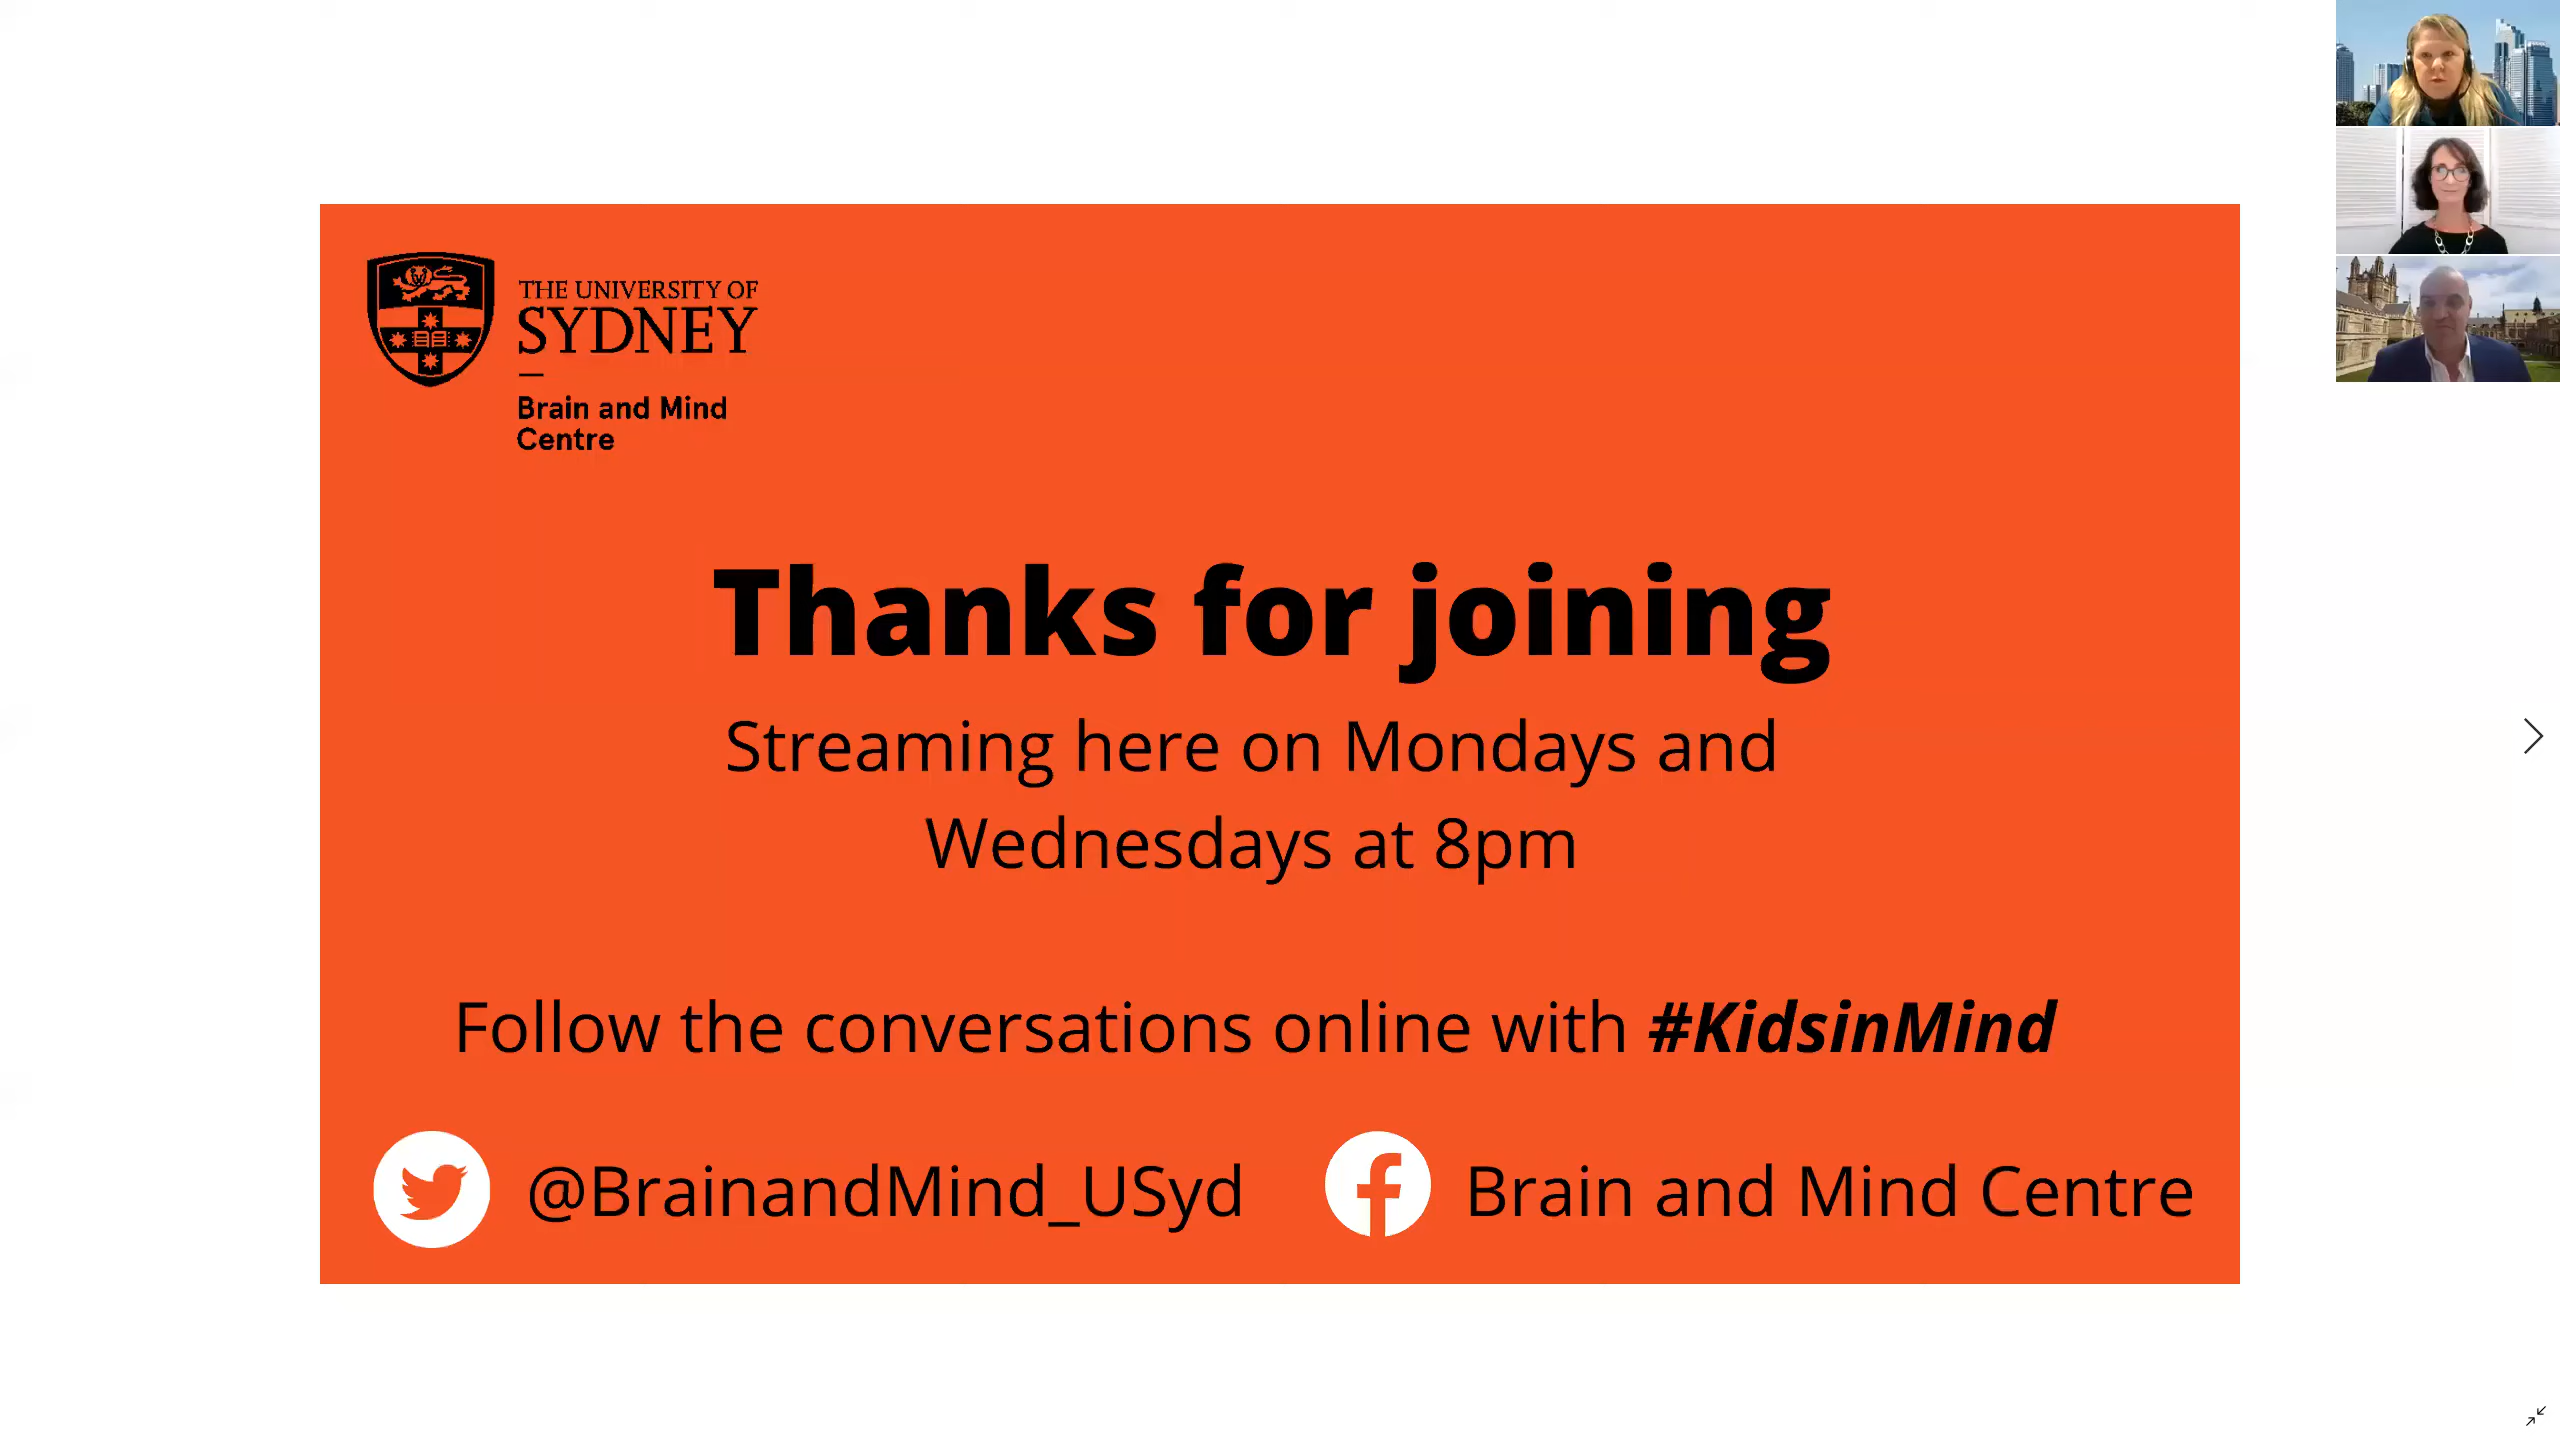 THE UNIVERSITY OF
SYDNEY
Brain and Mind
Centre
Thanks for joining
Streaming here on Mondays and
Wednesdays at 8pm
Follow the conversations online with #KidsinMind
@BrainandMind_USyd
Brain and Mind Centre